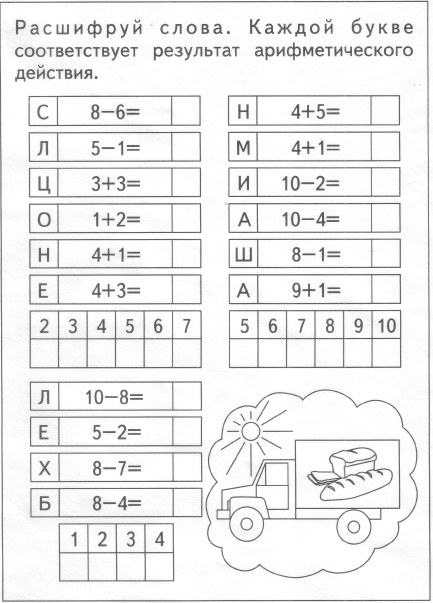 Расшифруй слова. Каждой букве
соответствует результат арифметического
действия.
С 8−6=
Л 5−1=
Ц 3+3=
О 1+2=
Н 4+1=
Е 4+3=
2 3 4 5 6 7
Н 4+5=
М 4+1=
И 10−2=
А 10−4=
Ш 8−1=
А 9+1=
5 6 7 8 9 10
Л 10−8=
Е 5−2=
Х 8−7=
Б 8−4=
1 2 3 4